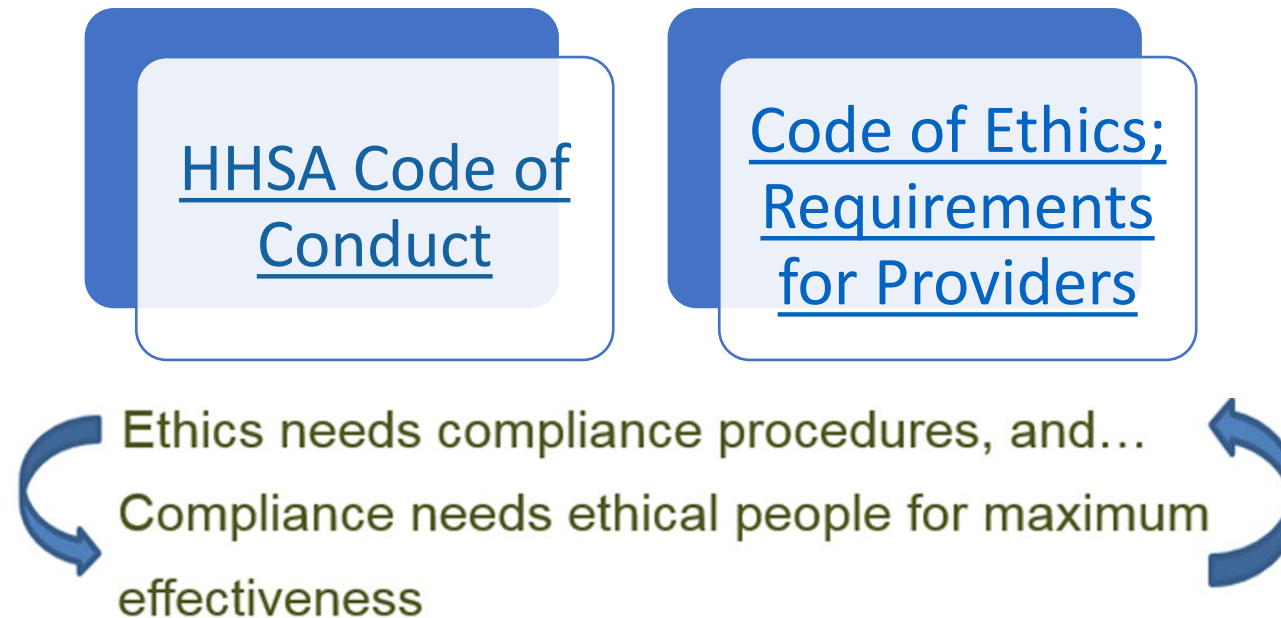 HHSA Code of
Conduct
Code of Ethics;
Requirements
for Providers
Ethics needs compliance procedures, and…
Compliance needs ethical people for maximum
effectiveness